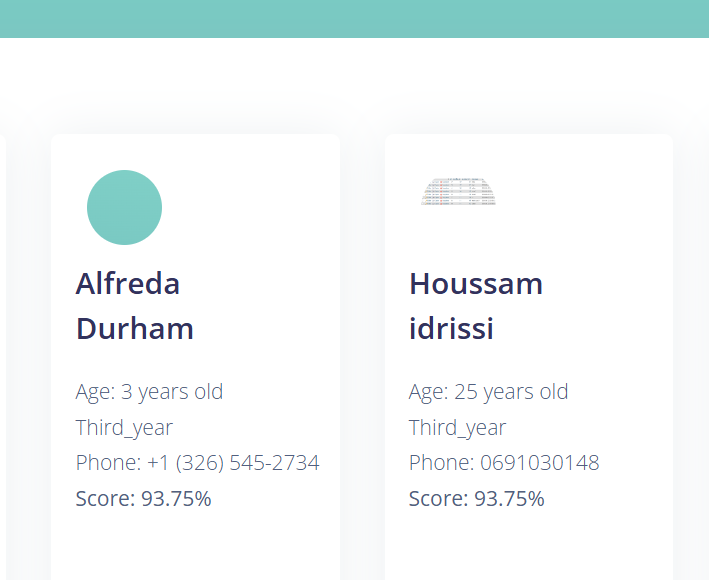 Alfreda
Durham
Age: 3 years old
Third_year
Phone: +1 (326) 545-2734
Score: 93.75%
Houssam
idrissi
Age: 25 years old
Third_year
Phone: 0691030148
Score: 93.75%